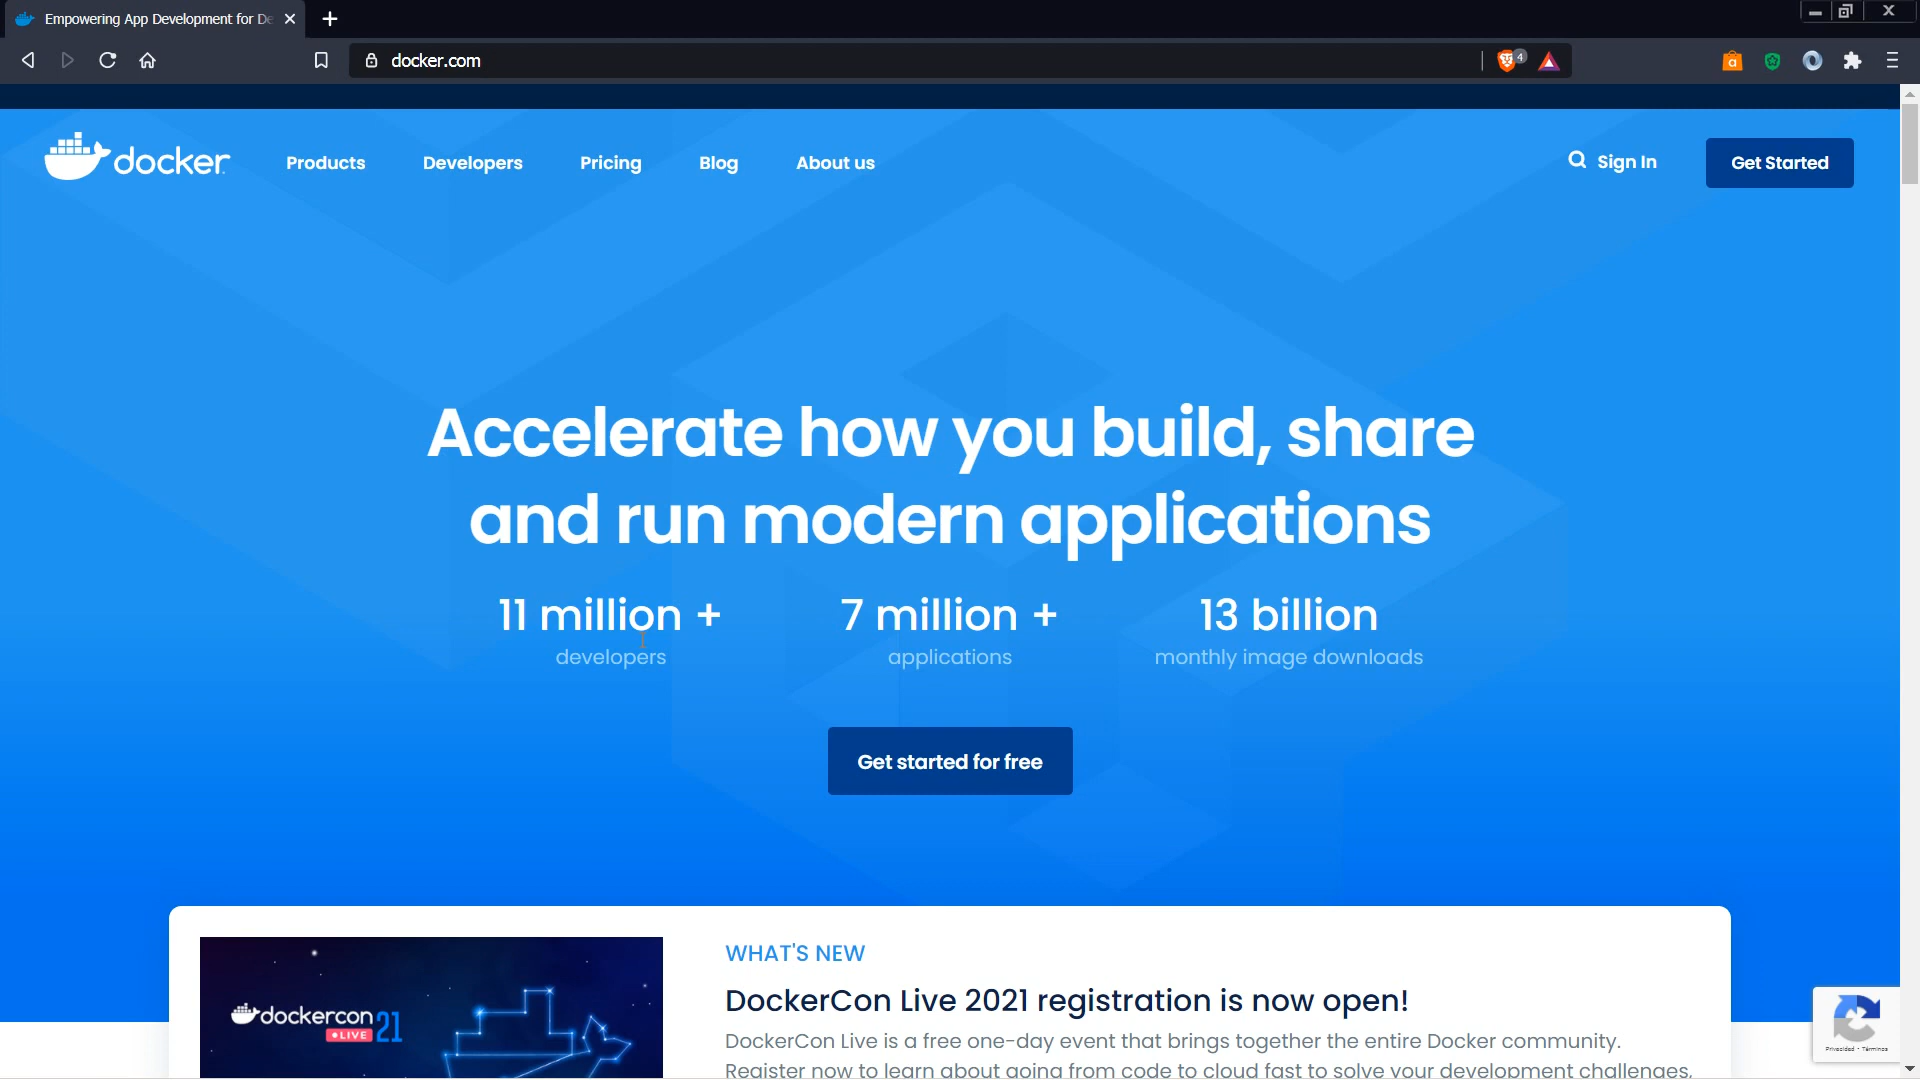 Empowering App Development for De
docker.com
4
docker
Products
Developers
Pricing
Blog
About us
Sign In
Get Started
Accelerate how you build, share
and run modern applications
11 million +
7 million +
13 billion
developers
applications
monthly image downloads
Get started for free
WHAT'S NEW
DockerCon Live 2021 registration is now open!
DockerCon Live is a free one-day event that brings together the entire Docker community.
Register now to learn about going from code to cloud fast to solve your development challenges,
dockercon 21
LIVE
Privacidad • Términos